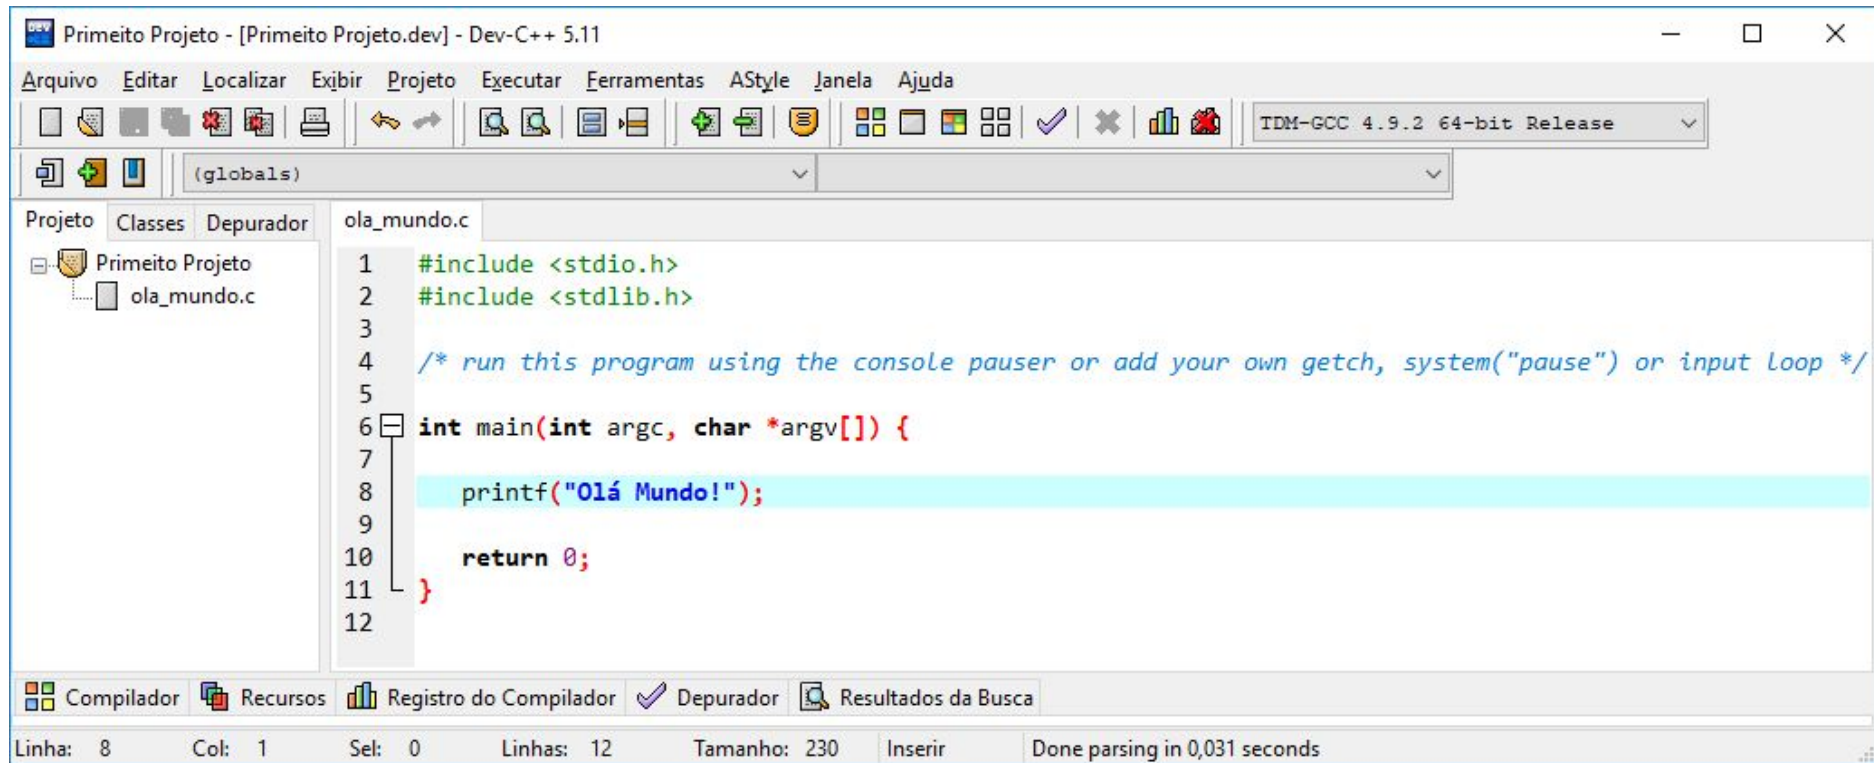 Primeito Projeto - [Primeito Projeto.dev] - Dev-C++ 5.11
Arquivo Editar Localizar Exibir Projeto Executar Ferramentas AStyle Janela Ajuda
TDM-GCC 4.9.2 64-bit Release
(globals)
Projeto Classes Depurador
Primeito Projeto
ola_mundo.c
ola_mundo.c
1 #include <stdio.h>
2 #include <stdlib.h>
3
4 /* run this program using the console pauser or add your own getch, system("pause") or input loop */
5
6 int main(int argc, char *argv[]) {
7
8 printf("Olá Mundo!");
9
10 return 0;
11 }
12
Compilador Recursos Registro do Compilador Depurador Resultados da Busca
Linha: 8 Col: 1 Sel: 0 Linhas: 12 Tamanho: 230 Inserir Done parsing in 0,031 seconds